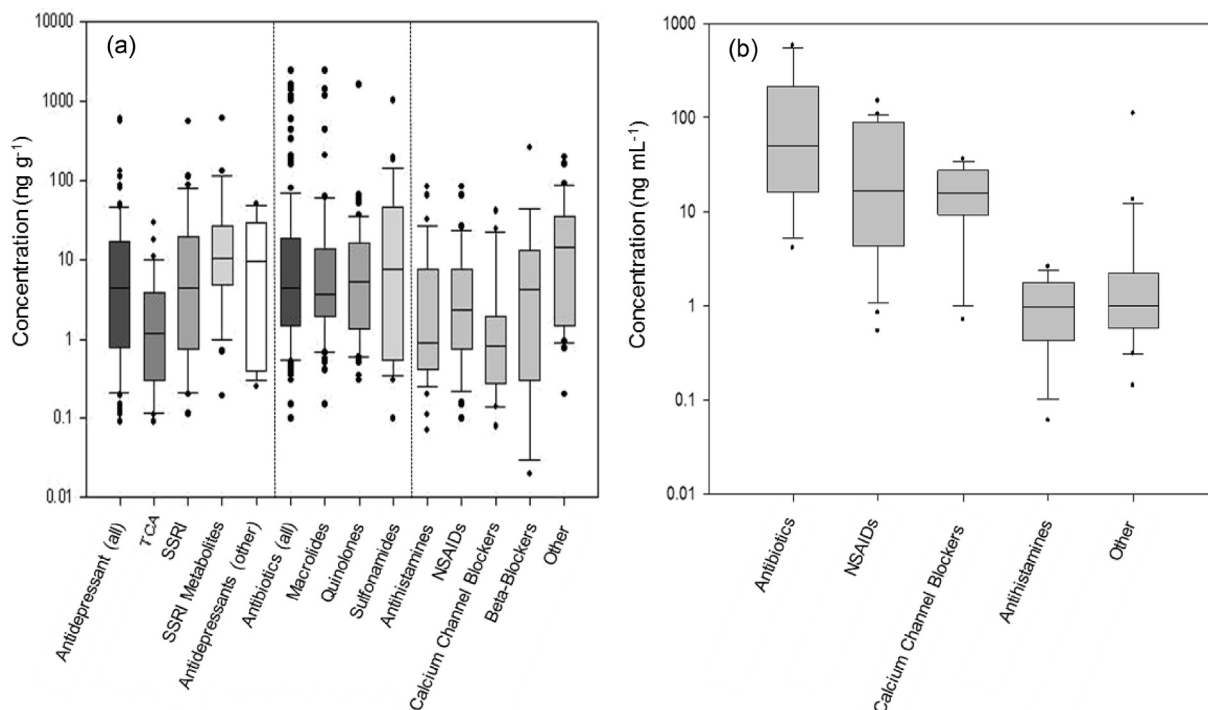 (a)
Concentration (ng g⁻¹)
10000
1000
100
10
1
0.1
0.01
Antidepressant (all)
TCA
SSRI
SSRI Metabolites
Antidepressants (other)
Antibiotics (all)
Macrolides
Quinolones
Sulfonamides
Antihistamines
NSAIDs
Calcium Channel Blockers
Beta-Blockers
Other
(b)
Concentration (ng mL⁻¹)
1000
100
10
1
0.1
0.01
Antibiotics
NSAIDs
Calcium Channel Blockers
Antihistamines
Other